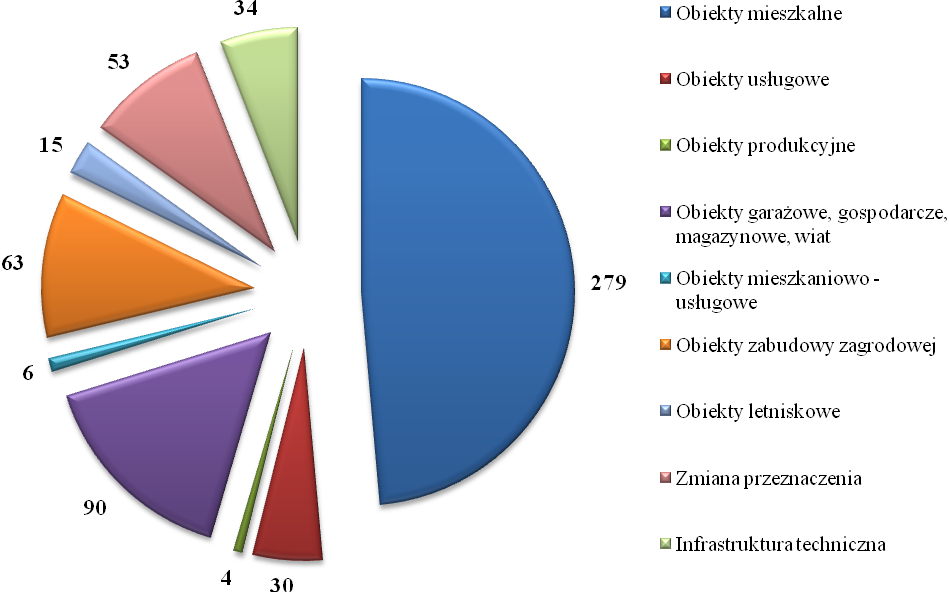 34
53
15
63
6
90
4
30
279
Obiekty mieszkalne
Obiekty usługowe
Obiekty produkcyjne
Obiekty garażowe, gospodarcze,
magazynowe, wiat
Obiekty mieszkaniowo -
usługowe
Obiekty zabudowy zagrodowej
Obiekty letniskowe
Zmiana przeznaczenia
Infrastruktura techniczna